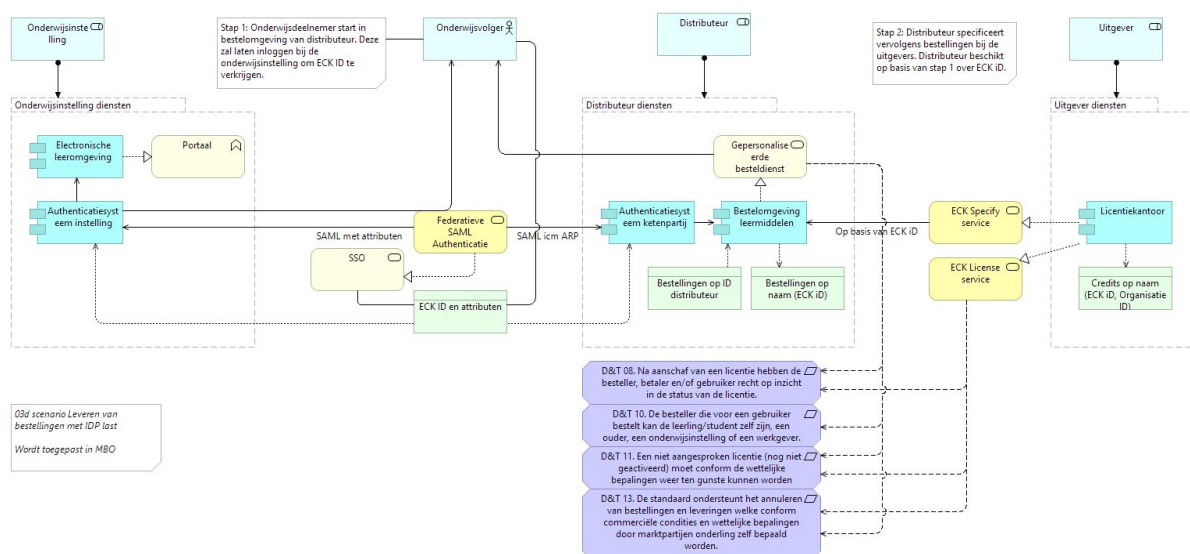 Onderwijsinste
lling
Stap 1: Onderwijsdeelnemer start in
bestelomgeving van distributeur. Deze
zal laten inloggen bij de
onderwijsinstelling om ECK ID te
verkrijgen.
Onderwijsvolger
Distributeur
Stap 2: Distributeur specificeert
vervolgens bestellingen bij de
uitgevers. Distributeur beschikt
op basis van stap 1 over ECK iD.
Uitgever
Onderwijsinstelling diensten
Distributeur diensten
Uitgever diensten
Electronische
leeromgeving
Portaal
Gepersonalise
erde
besteldienst
Authenticatiesyst
eem instelling
SAML met attributen
Federatieve
SAML
Authenticatie
SAML icm ARP
Authenticatiesyst
eem ketenpartij
Bestelomgeving
leermiddelen
Op basis van ECK iD
ECK Specify
service
Licentiekantoor
SSO
ECK License
service
ECK ID en attributen
Bestellingen op ID
distributeur
Bestellingen op
naam (ECK iD)
Credits op naam
(ECK iD, Organisatie
ID)
D&T 08. Na aanschaf van een licentie hebben de
besteller, betaler en/of gebruiker recht op inzicht
in de status van de licentie.
D&T 10. De besteller die voor een gebruiker
bestelt kan de leerling/student zelf zijn, een
ouder, een onderwijsinstelling of een werkgever.
D&T 11. Een niet aangesproken licentie (nog niet
geactiveerd) moet conform de wettelijke
bepalingen weer ten gunste kunnen worden
D&T 13. De standaard ondersteunt het annuleren
van bestellingen en leveringen welke conform
commerciële condities en wettelijke bepalingen
door marktpartijen onderling zelf bepaald
worden.
03d scenario Leveren van
bestellingen met IDP last
Wordt toegepast in MBO